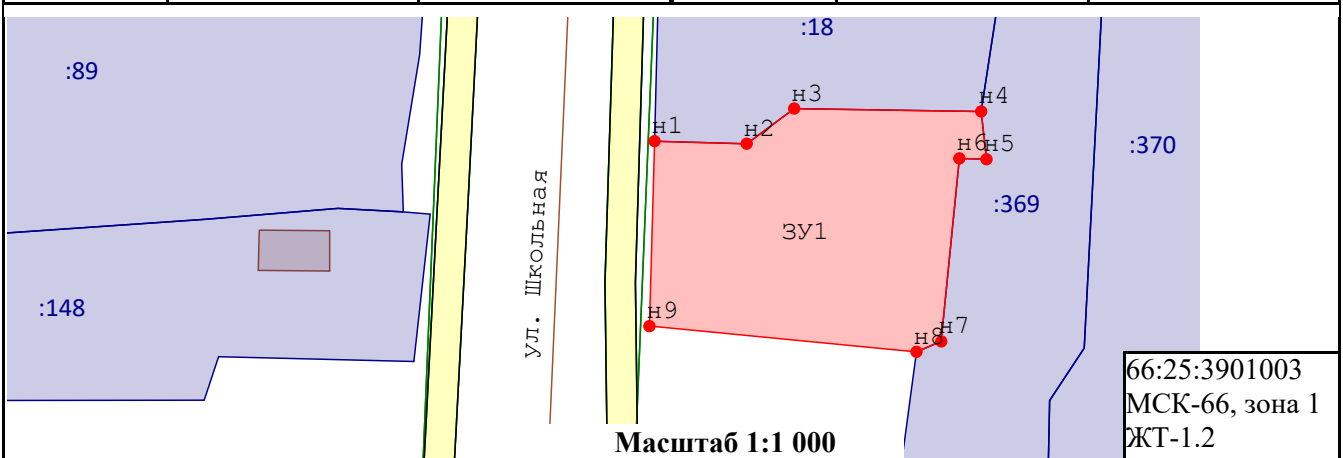 :18
:89
н3
н4
н1
н2
н6
н5
:370
ул. Школьная
:369
ЗУ1
:148
н9
н7
н8
66:25:3901003
МСК-66, зона 1
ЖТ-1.2
Масштаб 1:1 000